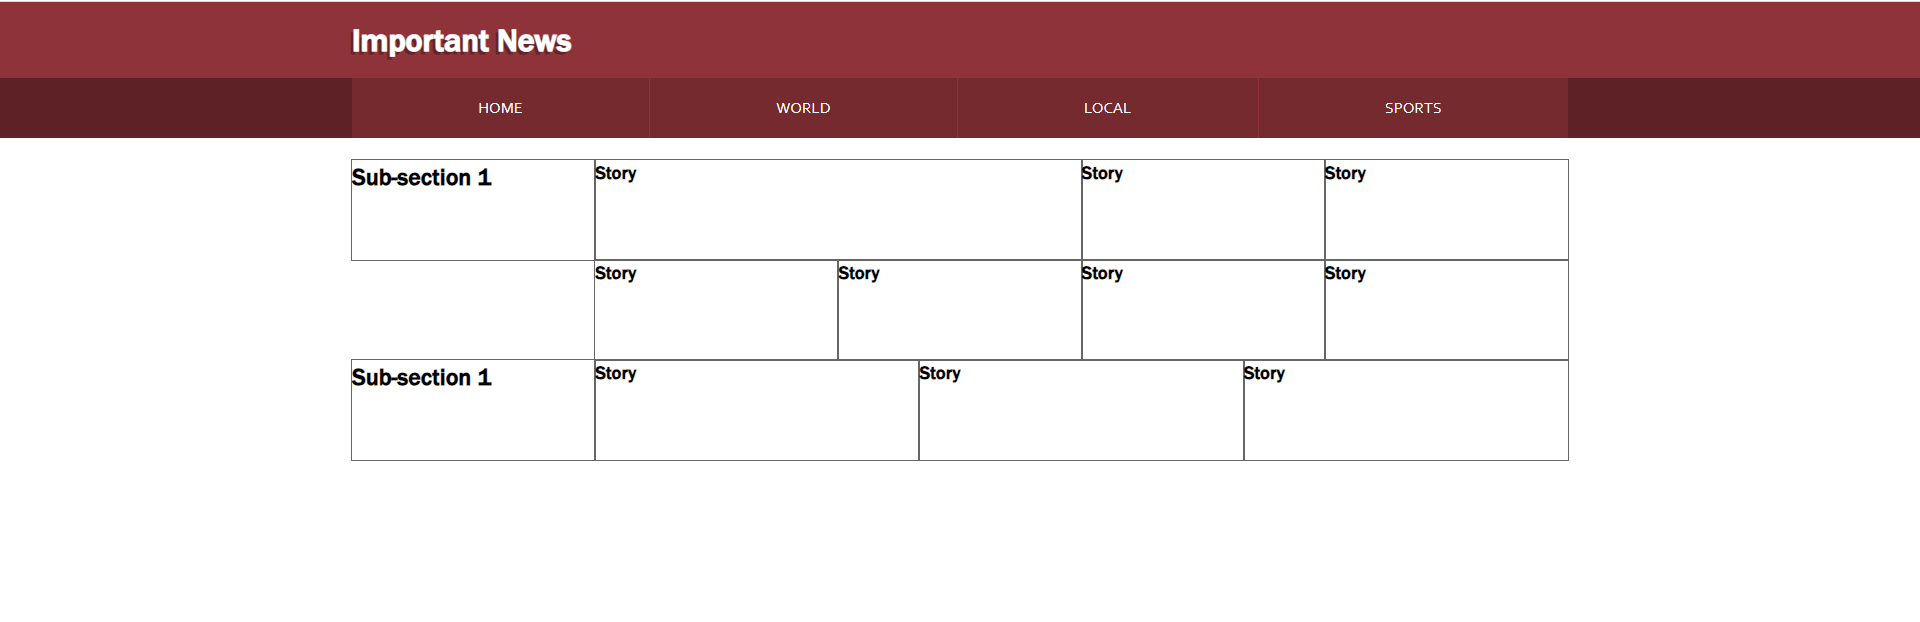 Important News
HOME WORLD LOCAL SPORTS
Sub-section 1 Story Story Story
Story Story Story Story
Sub-section 1 Story Story Story